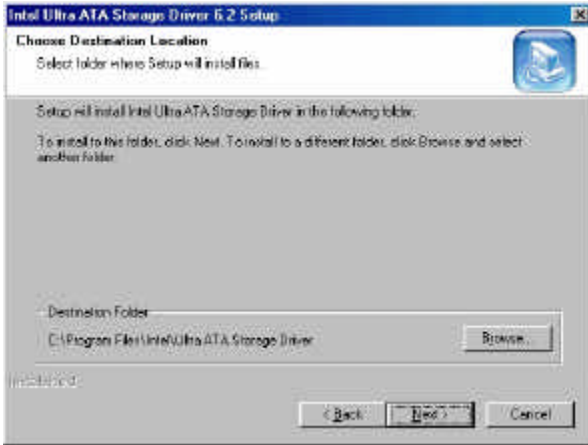 Intel Ultra ATA Storage Driver 6.2 Setup
Choose Destination Location
Select folder where Setup will install files.
Setup will install Intel Ultra ATA Storage Driver in the following folder.
To install to this folder, click Next. To install to a different folder, click Browse and select
another folder.
Destination Folder
C:\Program Files\Intel\Ultra ATA Storage Driver
Browse...
InstallShield
< Back
Next >
Cancel